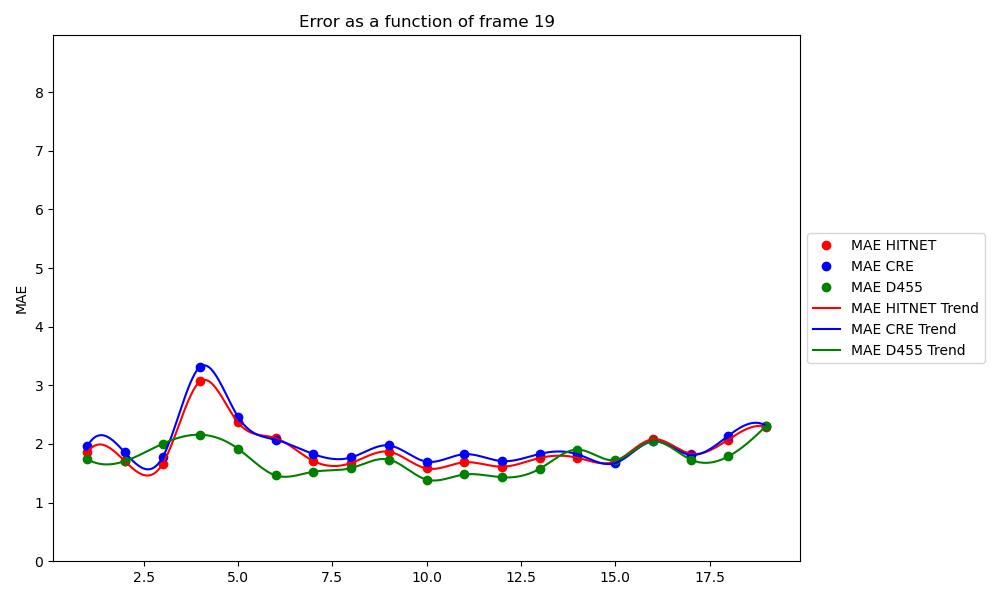 Error as a function of frame 19
MAE
8
7
6
5
4
3
2
1
0
2.5
5.0
7.5
10.0
12.5
15.0
17.5
MAE HITNET
MAE CRE
MAE D455
MAE HITNET Trend
MAE CRE Trend
MAE D455 Trend